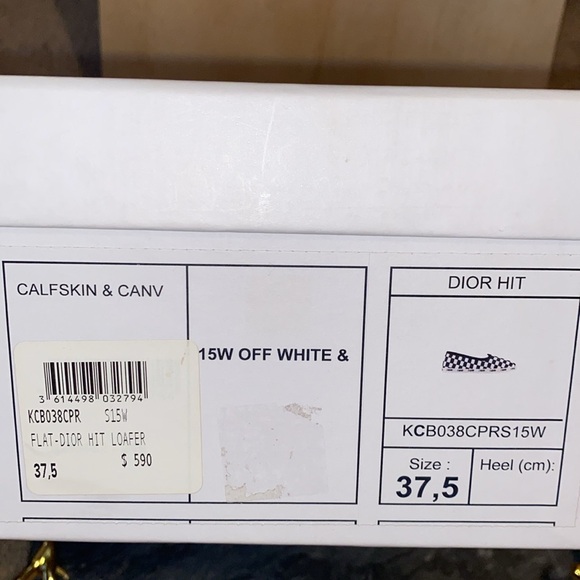 CALFSKIN & CANV
15W OFF WHITE &
3 614498 032794
KCB038CPR S15W
FLAT-DIOR HIT LOAFER
$ 590
37,5
DIOR HIT
KCB038CPRS15W
Size :
37,5
Heel (cm):